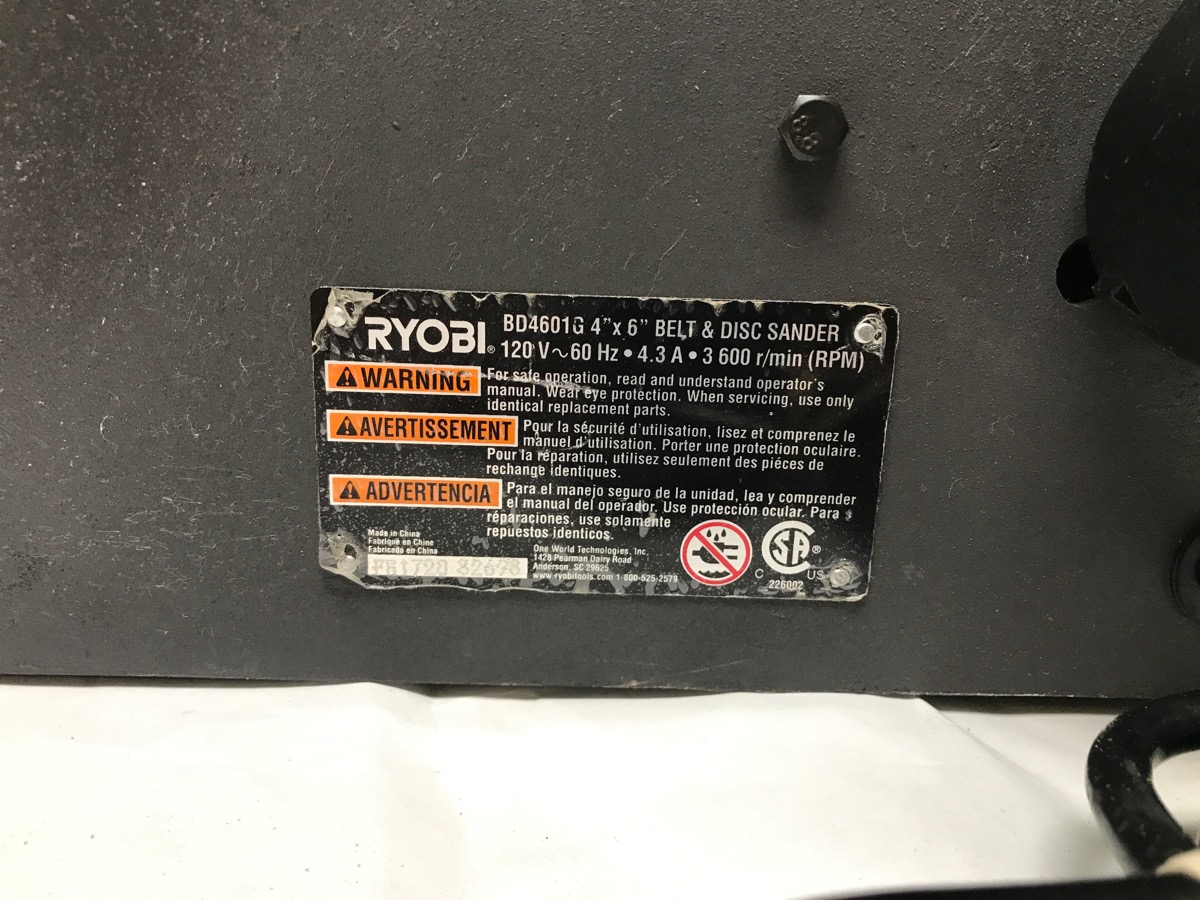 8.8
RYOBI®
BD4601G 4"x 6" BELT & DISC SANDER
120 V~60 Hz • 4.3 A • 3 600 r/min (RPM)
WARNING For safe operation, read and understand operator's
manual. Wear eye protection. When servicing, use only
identical replacement parts.
AVERTISSEMENT Pour la sécurité d'utilisation, lisez et comprenez le
manuel d'utilisation. Porter une protection oculaire.
Pour la réparation, utilisez seulement des piéces de
rechange identiques.
ADVERTENCIA Para el manejo seguro de la unidad, lea y comprender
el manual del operador. Use protección ocular. Para
réparaciones, use solamente
repuestos identicos.
Made in China
Fabriqué en Chine
Fabricado en China
One World Technologies, Inc.
1428 Pearman Dairy Road
Anderson, SC 29625
www.ryobitools.com 1-800-525-2579
SA®
C US
226002